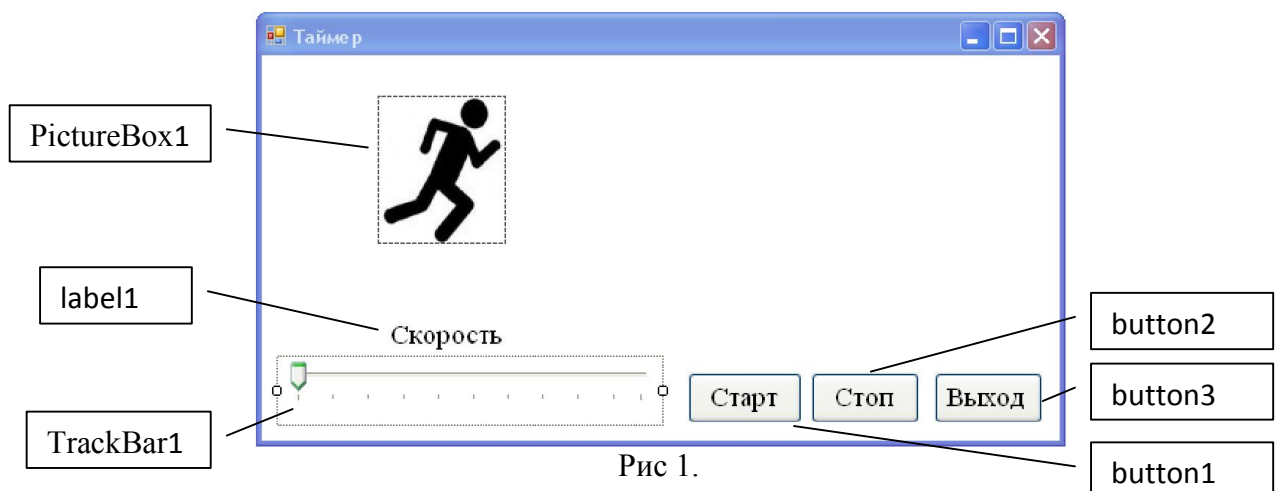 Таймер
PictureBox1
label1
Скорость
button2
Старт
Стоп
Выход
button3
TrackBar1
Рис 1.
button1